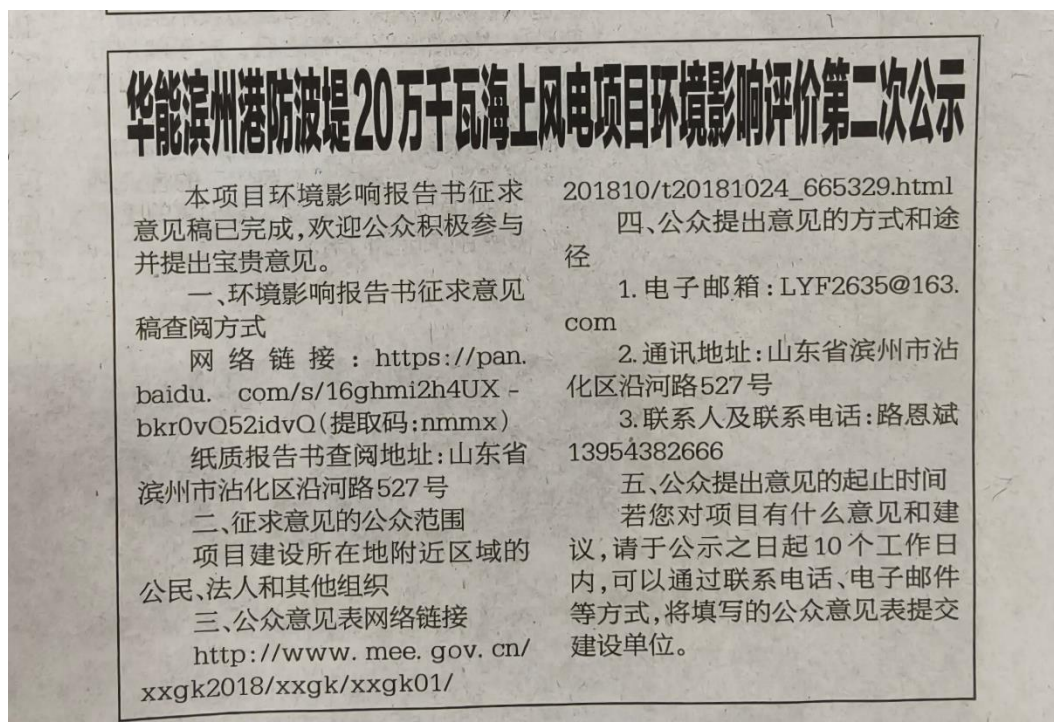 华能滨州港防波堤20万千瓦海上风电项目环境影响评价第二次公示
本项目环境影响报告书征求
意见稿已完成,欢迎公众积极参与
并提出宝贵意见。
一、环境影响报告书征求意见
稿查阅方式
网络链接：https://pan.
baidu. com/s/16ghmi2h4UX-
bkr0vQ52idvQ(提取码:nmmx)
纸质报告书查阅地址:山东省
滨州市沾化区沿河路527号
二、征求意见的公众范围
项目建设所在地附近区域的
公民、法人和其他组织
三、公众意见表网络链接
http://www. mee. gov. cn/
xxgk2018/xxgk/xxgk01/
201810/t20181024_665329.html
四、公众提出意见的方式和途
径
1. 电子邮箱:LYF2635@163.
com
2.通讯地址:山东省滨州市沾
化区沿河路527号
3.联系人及联系电话:路恩斌
13954382666
五、公众提出意见的起止时间
若您对项目有什么意见和建
议,请于公示之日起10个工作日
内,可以通过联系电话、电子邮件
等方式,将填写的公众意见表提交
建设单位。